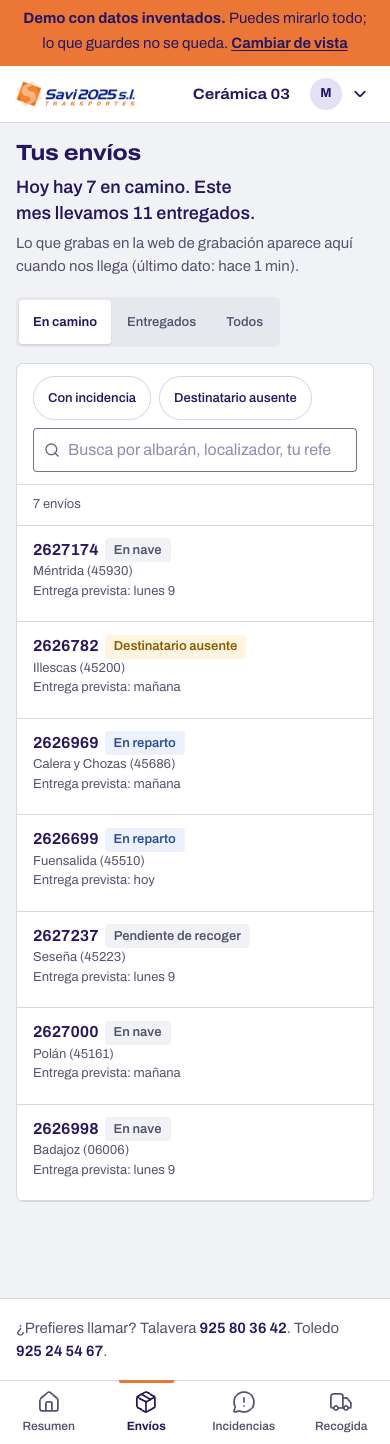 Demo con datos inventados. Puedes mirarlo todo;
lo que guardes no se queda. Cambiar de vista
Savi 2025 s.l.
TRANSPORTES
Cerámica 03
M
Tus envíos
Hoy hay 7 en camino. Este
mes llevamos 11 entregados.
Lo que grabas en la web de grabación aparece aquí
cuando nos llega (último dato: hace 1 min).
En camino
Entregados
Todos
Con incidencia
Destinatario ausente
Busca por albarán, localizador, tu refe
7 envíos
2627174 En nave
Méntrida (45930)
Entrega prevista: lunes 9
2626782 Destinatario ausente
Illescas (45200)
Entrega prevista: mañana
2626969 En reparto
Calera y Chozas (45686)
Entrega prevista: mañana
2626699 En reparto
Fuensalida (45510)
Entrega prevista: hoy
2627237 Pendiente de recoger
Seseña (45223)
Entrega prevista: lunes 9
2627000 En nave
Polán (45161)
Entrega prevista: mañana
2626998 En nave
Badajoz (06006)
Entrega prevista: lunes 9
¿Prefieres llamar? Talavera 925 80 36 42. Toledo
925 24 54 67.
Resumen
Envíos
Incidencias
Recogida